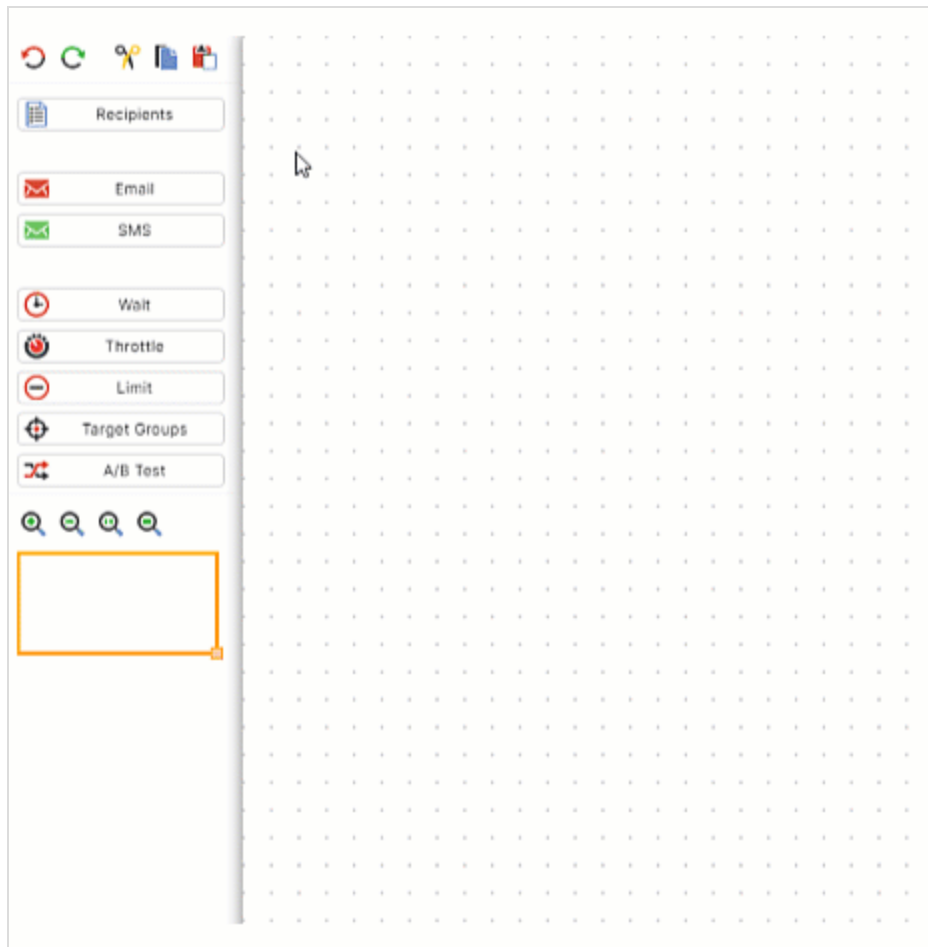 Recipients
Email
SMS
Wait
Throttle
Limit
Target Groups
A/B Test